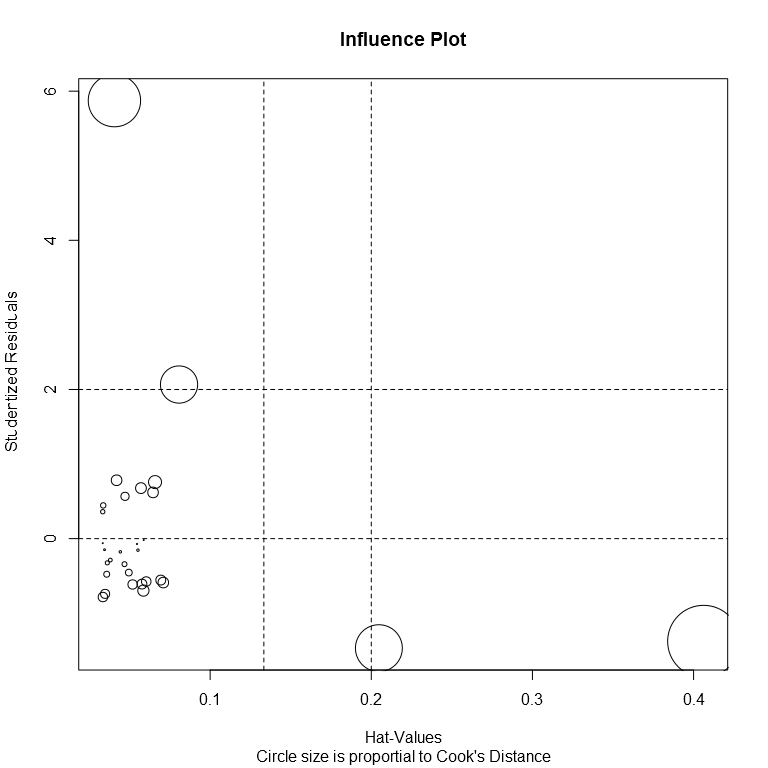 Influence Plot
6
4
2
0
Studentized Residuals
0.1
0.2
0.3
0.4
Hat-Values
Circle size is proportial to Cook's Distance